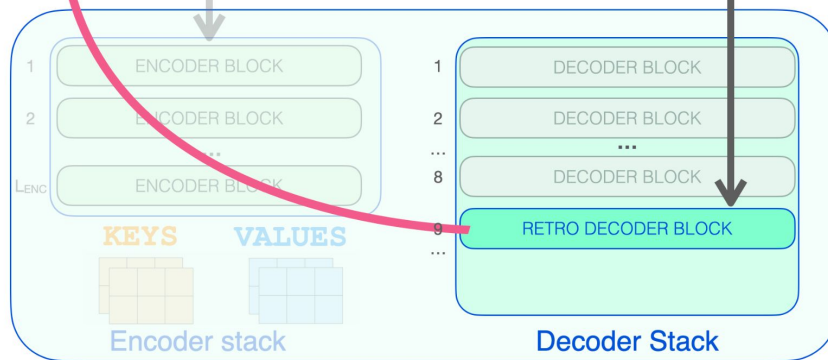 1 ENCODER BLOCK
2 ENCODER BLOCK
...
LENC ENCODER BLOCK
KEYS VALUES
Encoder stack
1 DECODER BLOCK
2 DECODER BLOCK
... ...
8 DECODER BLOCK
9 RETRO DECODER BLOCK
...
Decoder Stack